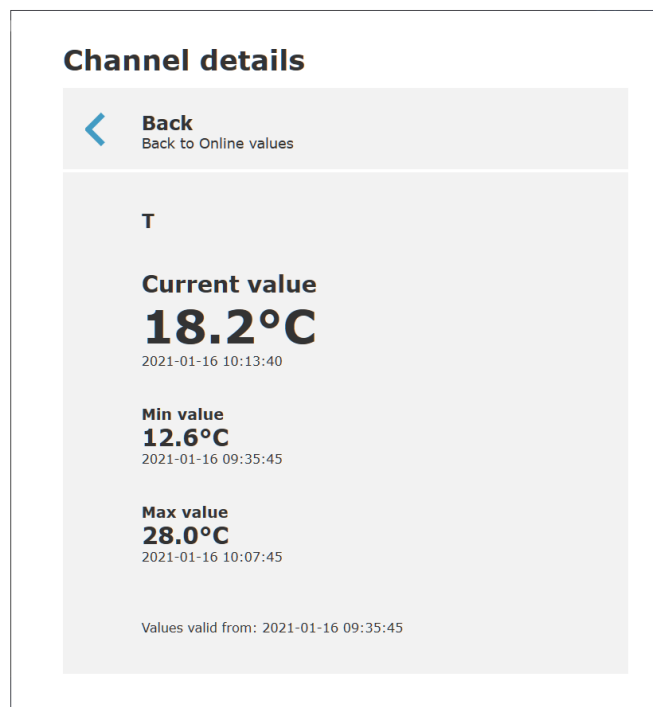 Channel details
Back
Back to Online values
T
Current value
18.2°C
2021-01-16 10:13:40
Min value
12.6°C
2021-01-16 09:35:45
Max value
28.0°C
2021-01-16 10:07:45
Values valid from: 2021-01-16 09:35:45